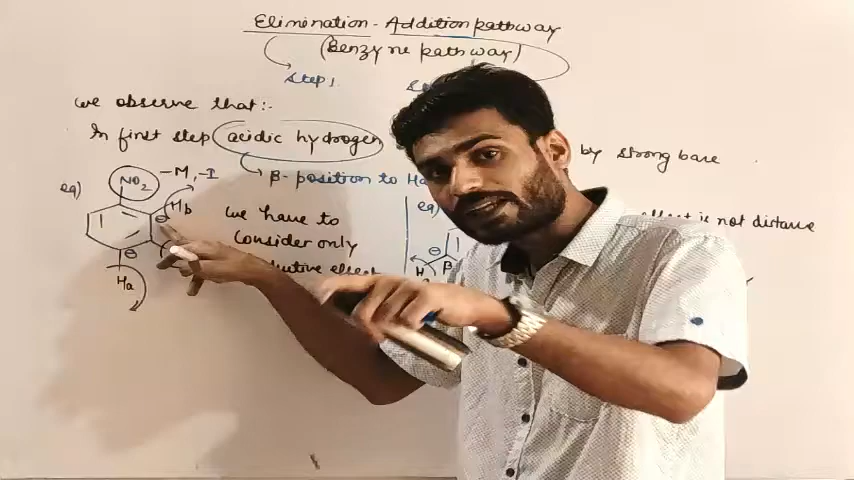 Elimination - Addition pathway
(Benzyne pathway)
Step 1
we observe that:-
In first step acidic hydrogen
by strong base
β-position to Ha
eg)
NO2
-M, -I
Hb
⊖
⊖
Ha
we have to
Consider only
effect
eg)
effect is not distance
⊖
H β